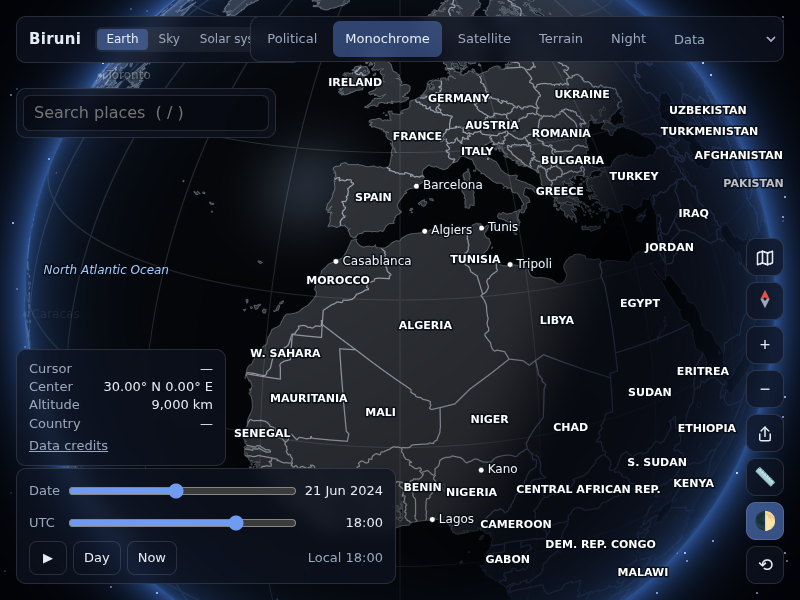 Biruni
Earth Sky Solar sys
Political Monochrome Satellite Terrain Night Data
Toronto
Search places ( / )
IRELAND
GERMANY
UKRAINE
UZBEKISTAN
FRANCE
AUSTRIA
ROMANIA
TURKMENISTAN
ITALY
BULGARIA
AFGHANISTAN
TURKEY
PAKISTAN
SPAIN
Barcelona
GREECE
IRAQ
Algiers
Tunis
JORDAN
North Atlantic Ocean
Casablanca
TUNISIA
Tripoli
MOROCCO
Caracas
ALGERIA
LIBYA
EGYPT
W. SAHARA
ERITREA
MAURITANIA
MALI
NIGER
SUDAN
SENEGAL
CHAD
ETHIOPIA
Cursor —
Center 30.00° N 0.00° E
Altitude 9,000 km
Country —
Data credits
Kano
S. SUDAN
KENYA
BENIN
NIGERIA
CENTRAL AFRICAN REP.
Lagos
CAMEROON
DEM. REP. CONGO
GABON
MALAWI
Date 21 Jun 2024
UTC 18:00
Day Now Local 18:00
+
−